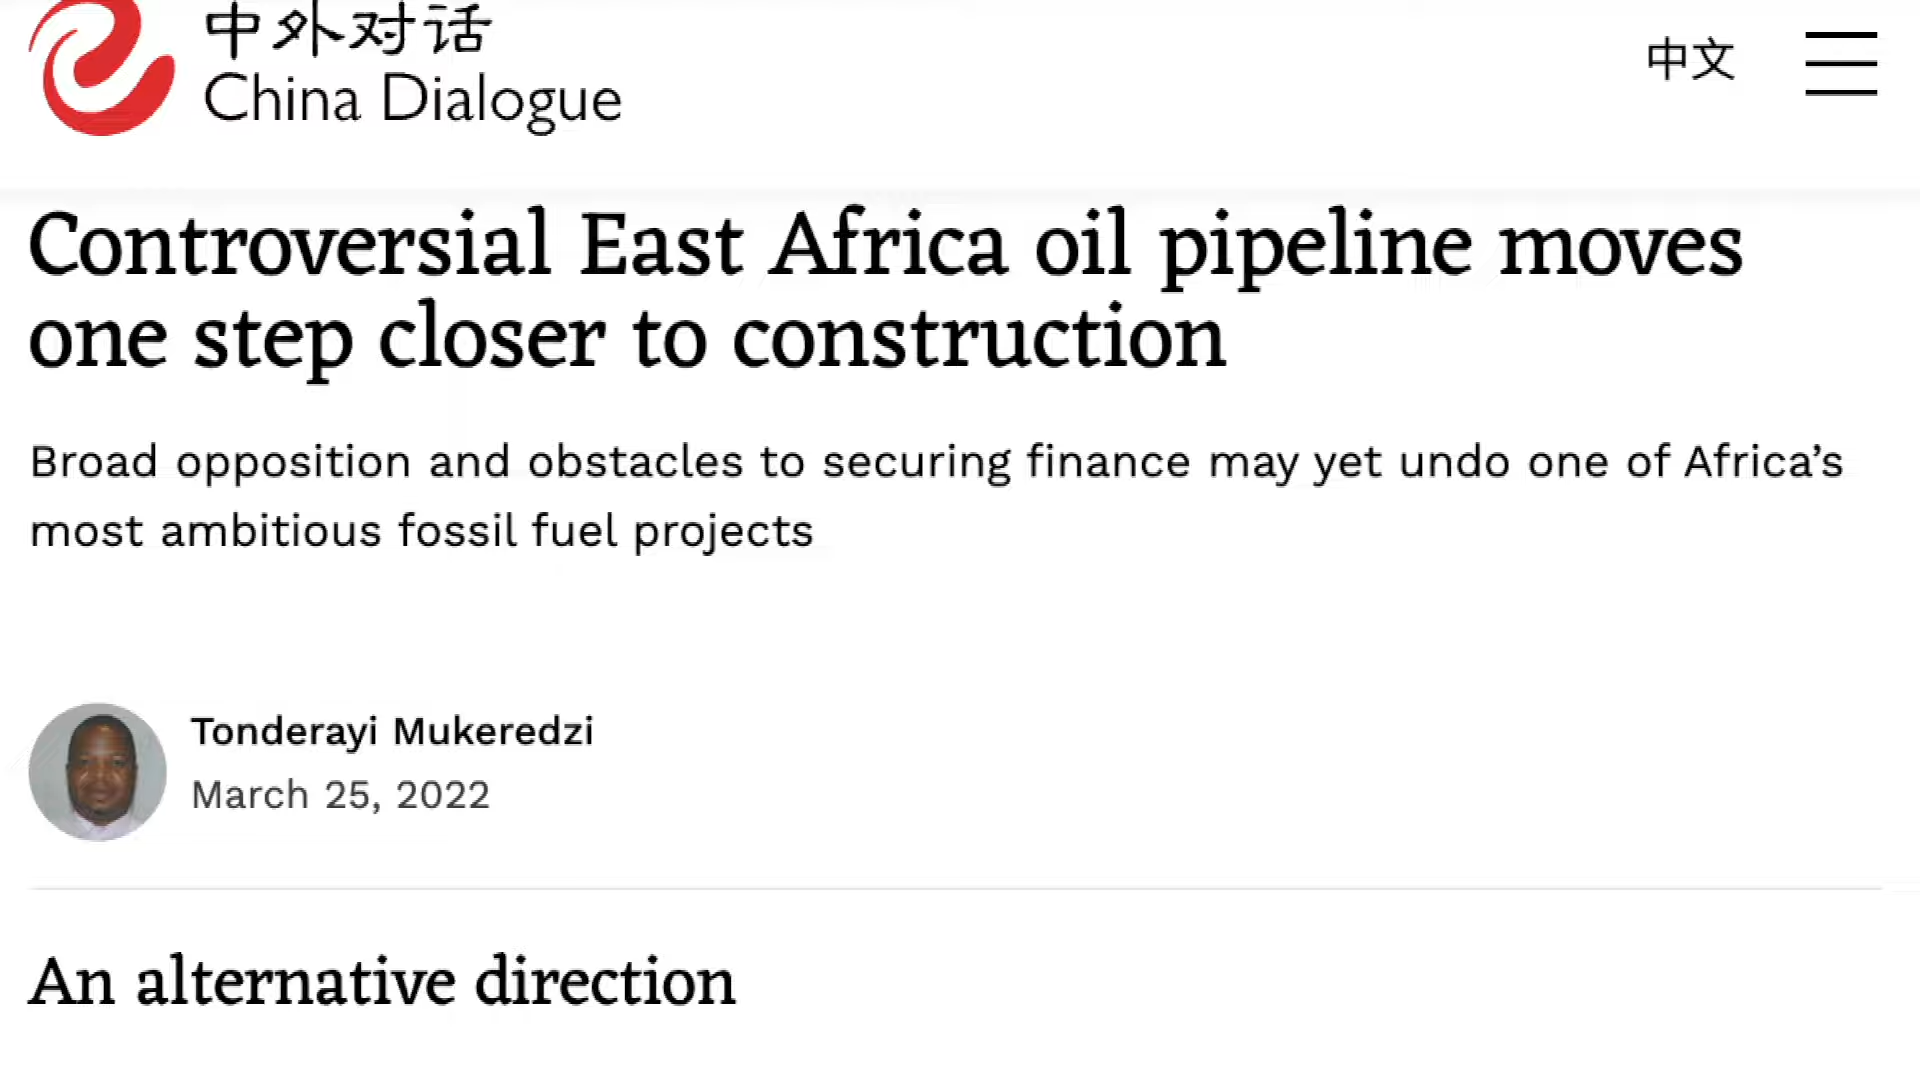 中外对话
China Dialogue
中文
Controversial East Africa oil pipeline moves
one step closer to construction
Broad opposition and obstacles to securing finance may yet undo one of Africa’s
most ambitious fossil fuel projects
Tonderayi Mukeredzi
March 25, 2022
An alternative direction